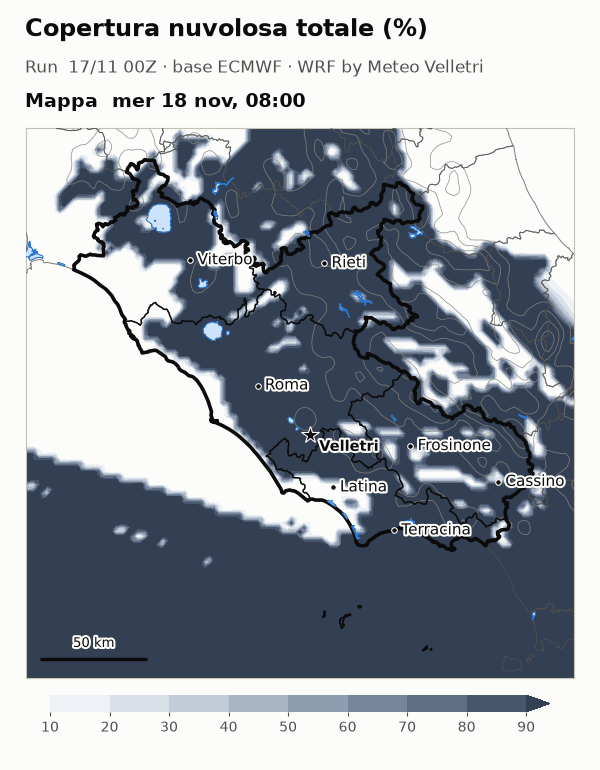 Copertura nuvolosa totale (%)
Run  17/11 00Z · base ECMWF · WRF by Meteo Velletri
Mappa  mer 18 nov, 08:00
Viterbo
Rieti
Roma
Velletri
Frosinone
Latina
Cassino
Terracina
50 km
10 20 30 40 50 60 70 80 90